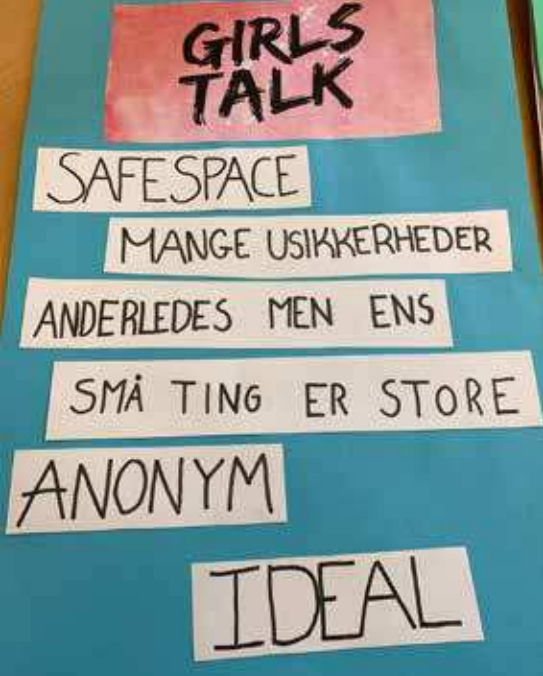 GIRLS
TALK
SAFESPACE
MANGE USIKKERHEDER
ANDERLEDES MEN ENS
SMÅ TING ER STORE
ANONYM
IDEAL